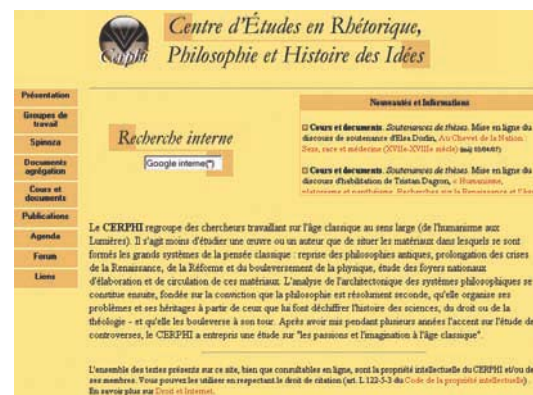 Centre d'Études en Rhétorique,
Philosophie et Histoire des Idées
Cerphi
Présentation
Groupes de
travail
Spinoza
Documents
agrégation
Cours et
documents
Publications
Agenda
Forum
Liens
Recherche interne
Google interne(*)
Nouveautés et Informations
Cours et documents. Soutenances de thèses. Mise en ligne du
discours de soutenance d'Elsa Dorlin, Au Chevet de la Nation :
Sexe, race et médecine (XVIIe-XVIIIe siècle)
Cours et documents. Soutenances de thèses. Mise en ligne du
discours d'habilitation de Tristan Dagron, « Humanisme,
platonisme et panthéisme. Recherches sur la Renaissance et
Le CERPHI regroupe des chercheurs travaillant sur l'âge classique au sens large (de l'humanisme aux
Lumières). Il s'agit moins d'étudier une œuvre ou un auteur que de situer les matériaux dans lesquels se sont
formés les grands systèmes de la pensée classique : reprise des philosophies antiques, prolongation des crises
de la Renaissance, de la Réforme et du bouleversement de la physique, étude des foyers nationaux
d'élaboration et de circulation de ces matériaux. L'analyse de l'architectonique des systèmes philosophiques se
constitue ensuite, fondée sur la conviction que la philosophie est résolument seconde, qu'elle organise ses
problèmes et ses héritages à partir de ceux que lui font déchiffrer l'histoire des sciences, du droit ou de la
théologie - et qu'elle les bouleverse à son tour. Après avoir mis pendant plusieurs années l'accent sur l'étude de
controverses, le CERPHI a entrepris une étude sur "les passions et l'imagination à l'âge classique".
L'ensemble des textes présents sur ce site, bien que consultables en ligne, sont la propriété intellectuelle du CERPHI et/ou de
ses membres. Vous pouvez les utiliser en respectant le droit de citation (art. L 122-5-3 du Code de la propriété intellectuelle) .
En savoir plus sur Droit et Internet.